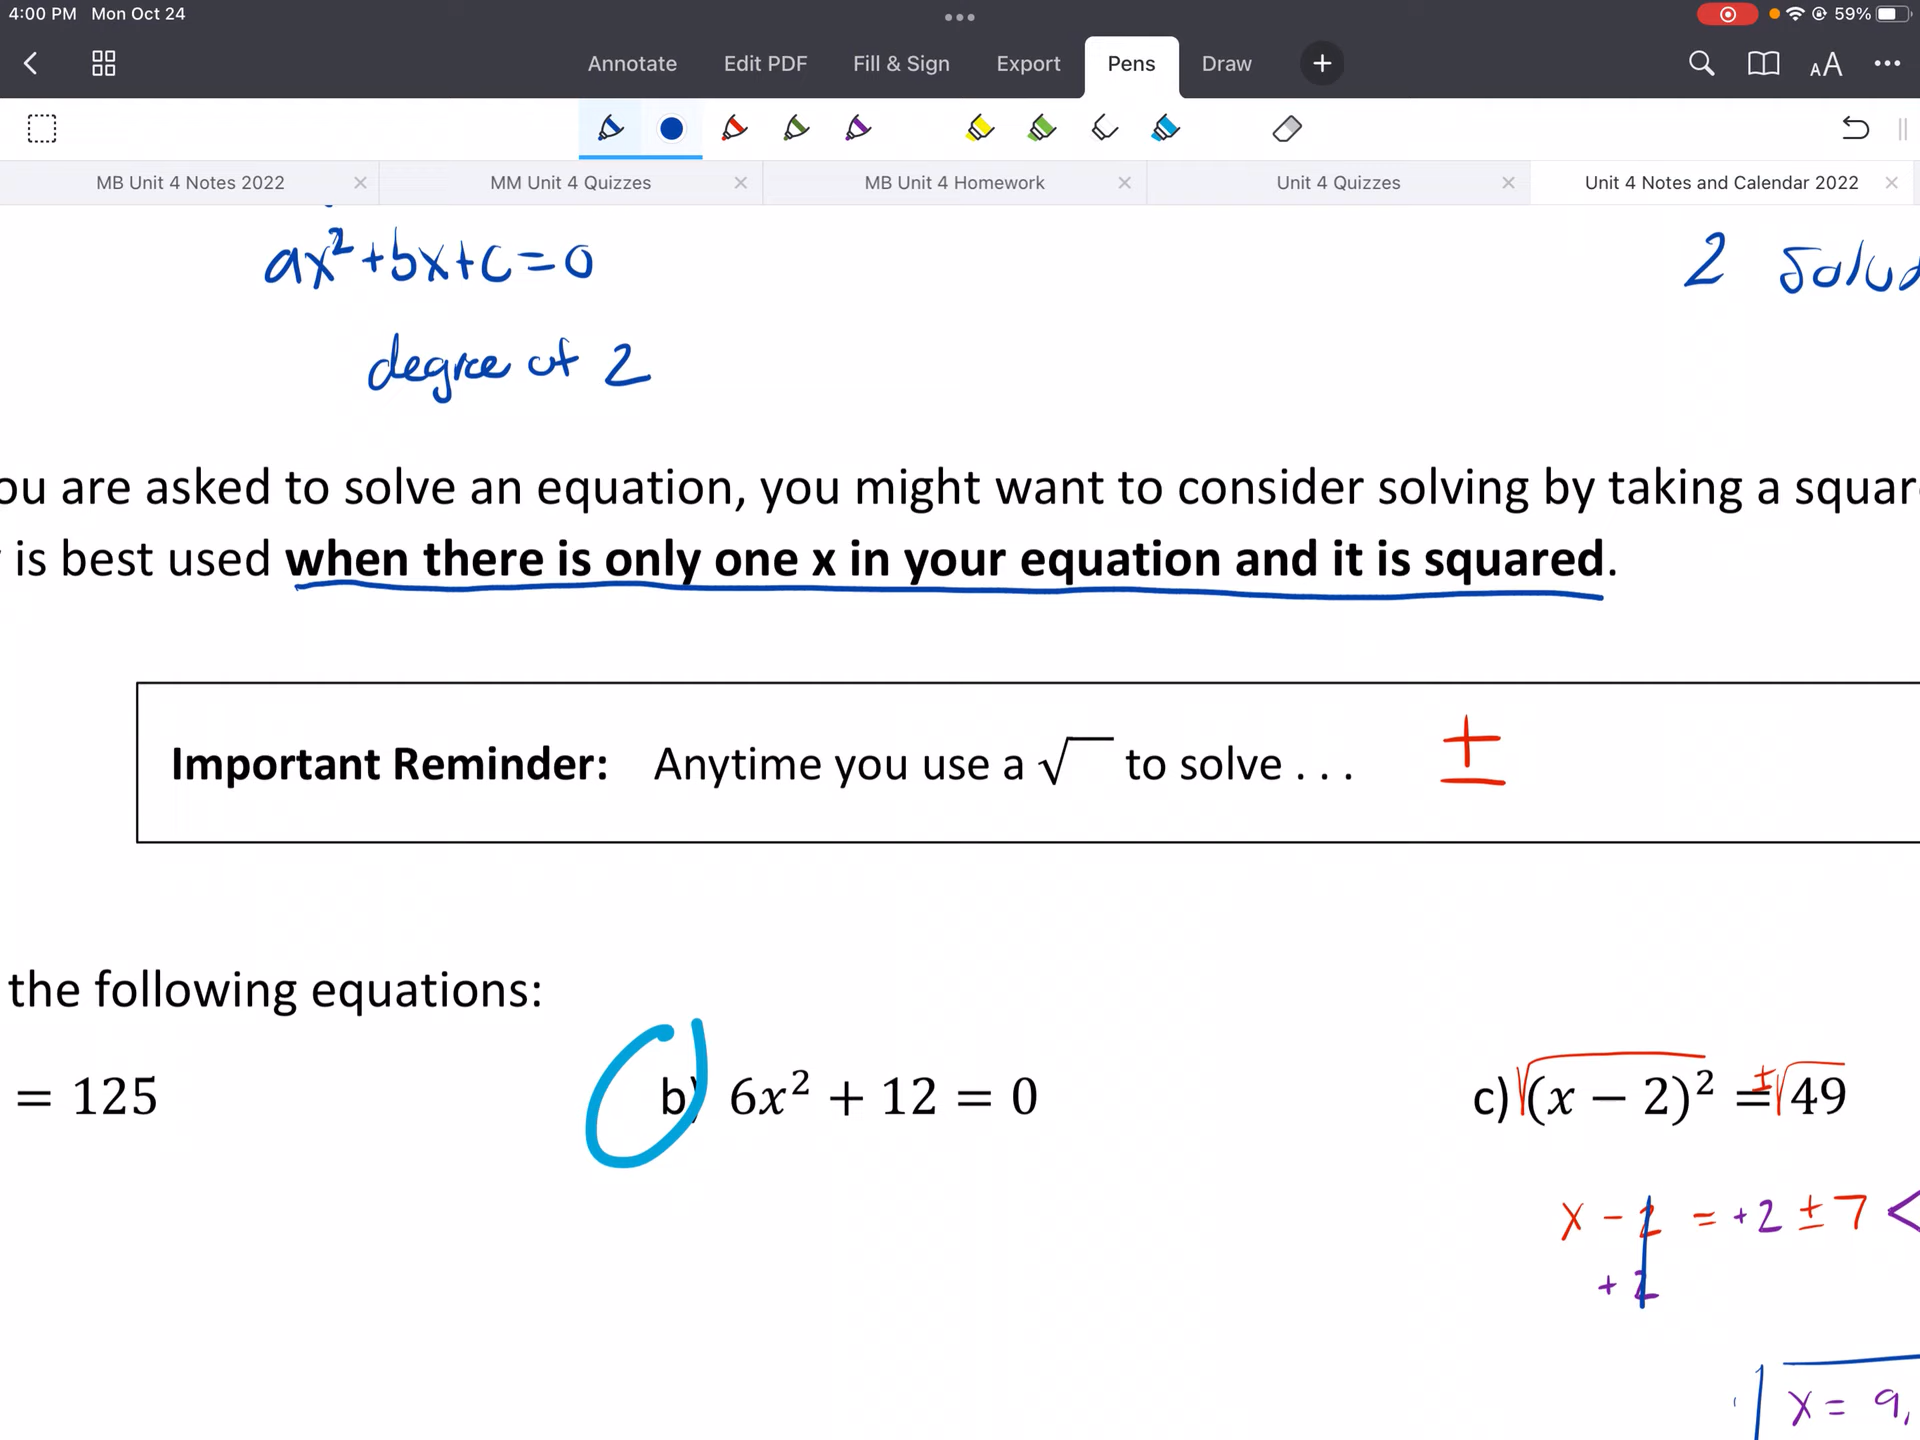 4:00 PM Mon Oct 24
59%
Annotate Edit PDF Fill & Sign Export Pens Draw
AA
MB Unit 4 Notes 2022 MM Unit 4 Quizzes MB Unit 4 Homework Unit 4 Quizzes Unit 4 Notes and Calendar 2022
ax² + bx + c = 0
2
degree of 2
ou are asked to solve an equation, you might want to consider solving by taking a squar
is best used when there is only one x in your equation and it is squared.
Important Reminder: Anytime you use a √ to solve . . . ±
the following equations:
= 125
b) 6x² + 12 = 0
c) √(x − 2)² = ±√49
x - 2 = +2 ± 7 <
+ 2
x = 9,